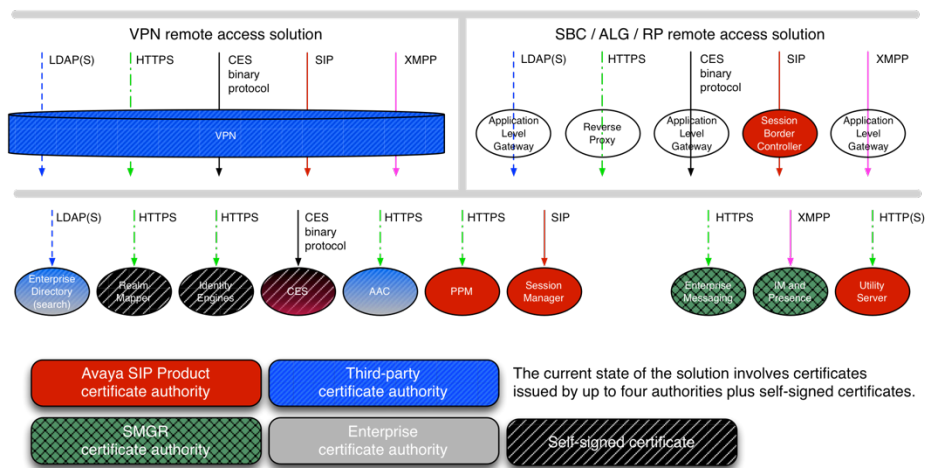 VPN remote access solution
SBC / ALG / RP remote access solution
LDAP(S)
HTTPS
CES
binary
protocol
SIP
XMPP
LDAP(S)
HTTPS
CES
binary
protocol
SIP
XMPP
VPN
Application
Level
Gateway
Reverse
Proxy
Application
Level
Gateway
Session
Border
Controller
Application
Level
Gateway
LDAP(S)
HTTPS
HTTPS
CES
binary
protocol
HTTPS
HTTPS
SIP
HTTPS
XMPP
HTTP(S)
Enterprise
Directory
(search)
Realm
Mapper
Identity
Engines
CES
AAC
PPM
Session
Manager
Enterprise
Messaging
IM and
Presence
Utility
Server
Avaya SIP Product
certificate authority
Third-party
certificate authority
The current state of the solution involves certificates
issued by up to four authorities plus self-signed certificates.
SMGR
certificate authority
Enterprise
certificate authority
Self-signed certificate